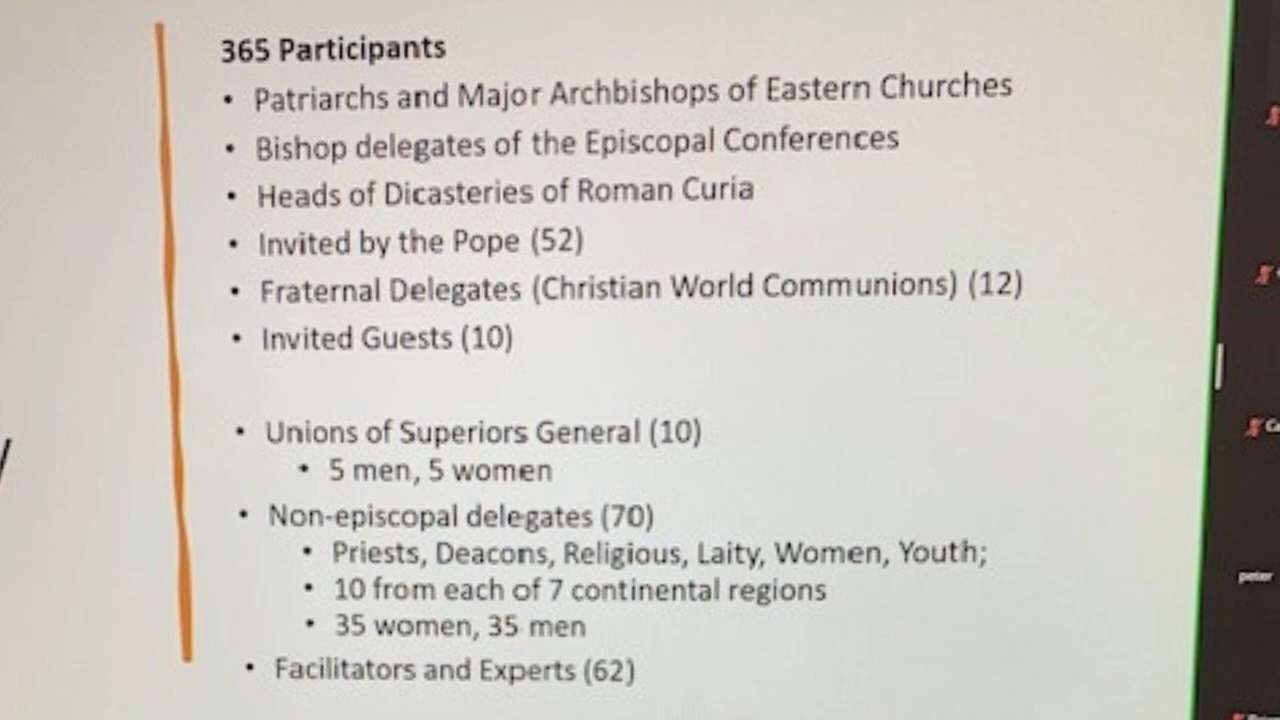 365 Participants
• Patriarchs and Major Archbishops of Eastern Churches
• Bishop delegates of the Episcopal Conferences
• Heads of Dicasteries of Roman Curia
• Invited by the Pope (52)
• Fraternal Delegates (Christian World Communions) (12)
• Invited Guests (10)
• Unions of Superiors General (10)
• 5 men, 5 women
• Non-episcopal delegates (70)
• Priests, Deacons, Religious, Laity, Women, Youth;
• 10 from each of 7 continental regions
• 35 women, 35 men
• Facilitators and Experts (62)
peter